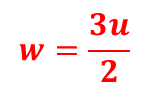 w = 3u/2